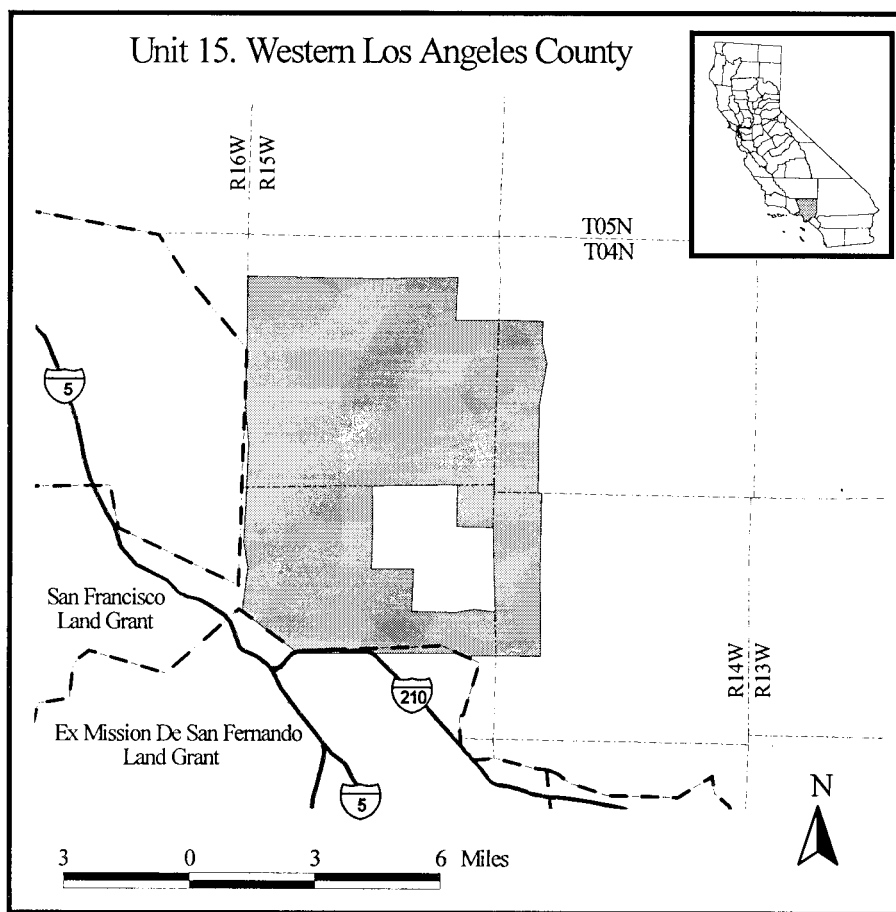 Unit 15. Western Los Angeles County
R16W
R15W
T05N
T04N
5
San Francisco
Land Grant
R14W
R13W
210
Ex Mission De San Fernando
Land Grant
5
N
3 0 3 6 Miles